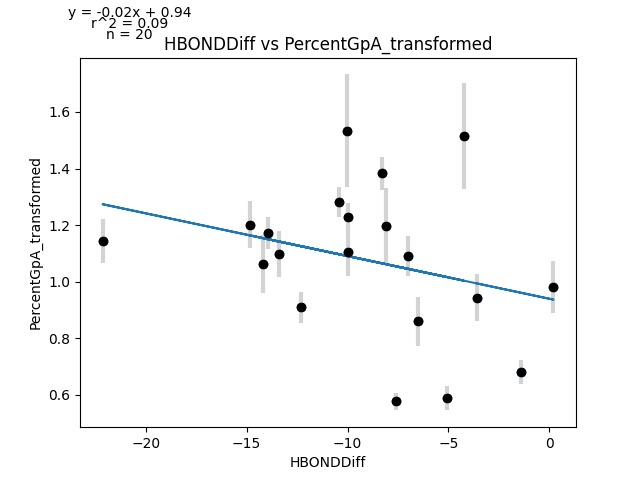 y = -0.02x + 0.94
r^2 = 0.09
n = 20
HBONDDiff vs PercentGpA_transformed
PercentGpA_transformed
1.6
1.4
1.2
1.0
0.8
0.6
−20
−15
−10
−5
0
HBONDDiff